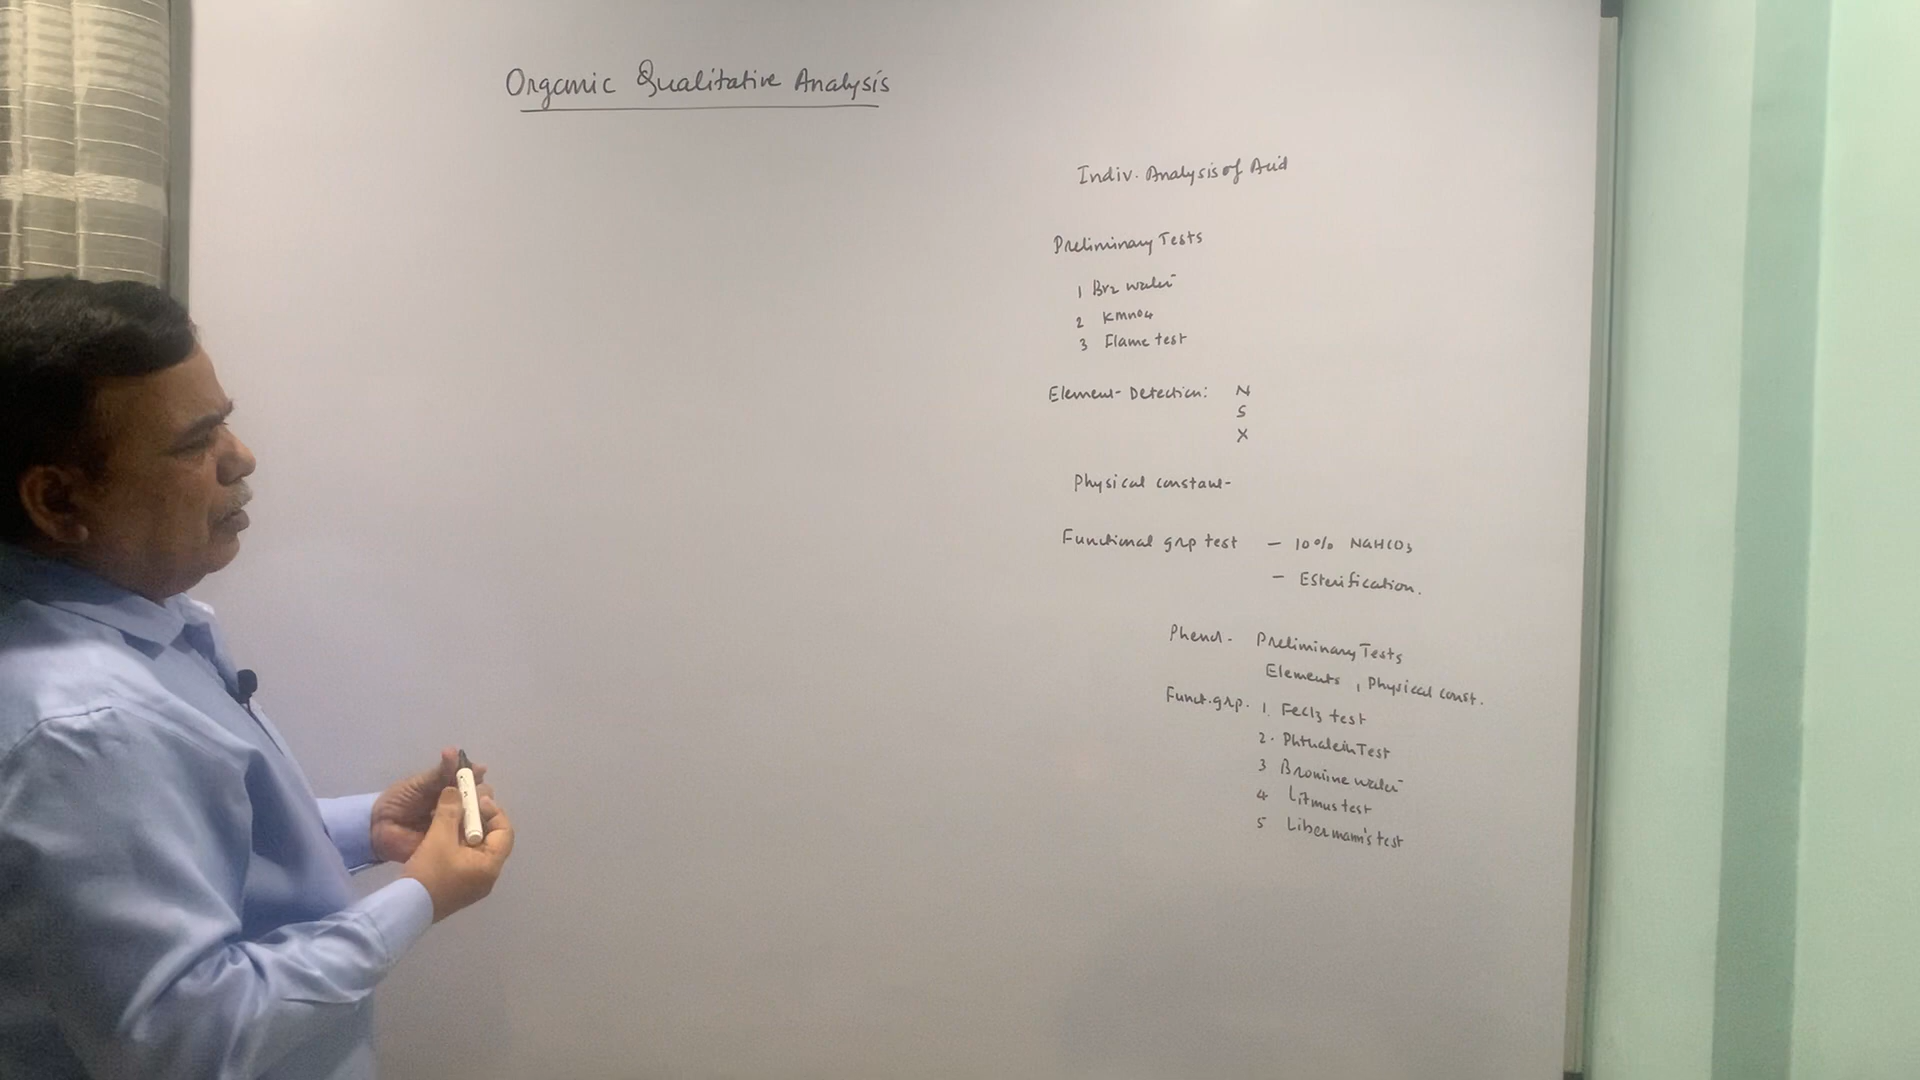 Organic Qualitative Analysis
Indiv. Analysis of Acid
Preliminary Tests
1 Br2 water
2 KMnO4
3 Flame test
Element Detection: N
S
X
Physical constant
Functional grp test - 10% NaHCO3
- Esterification.
Phenol - Preliminary Tests
Elements, Physical const.
Funct. grp. 1. FeCl3 test
2. Phthalein Test
3 Bromine water
4 Litmus test
5 Libermann's test